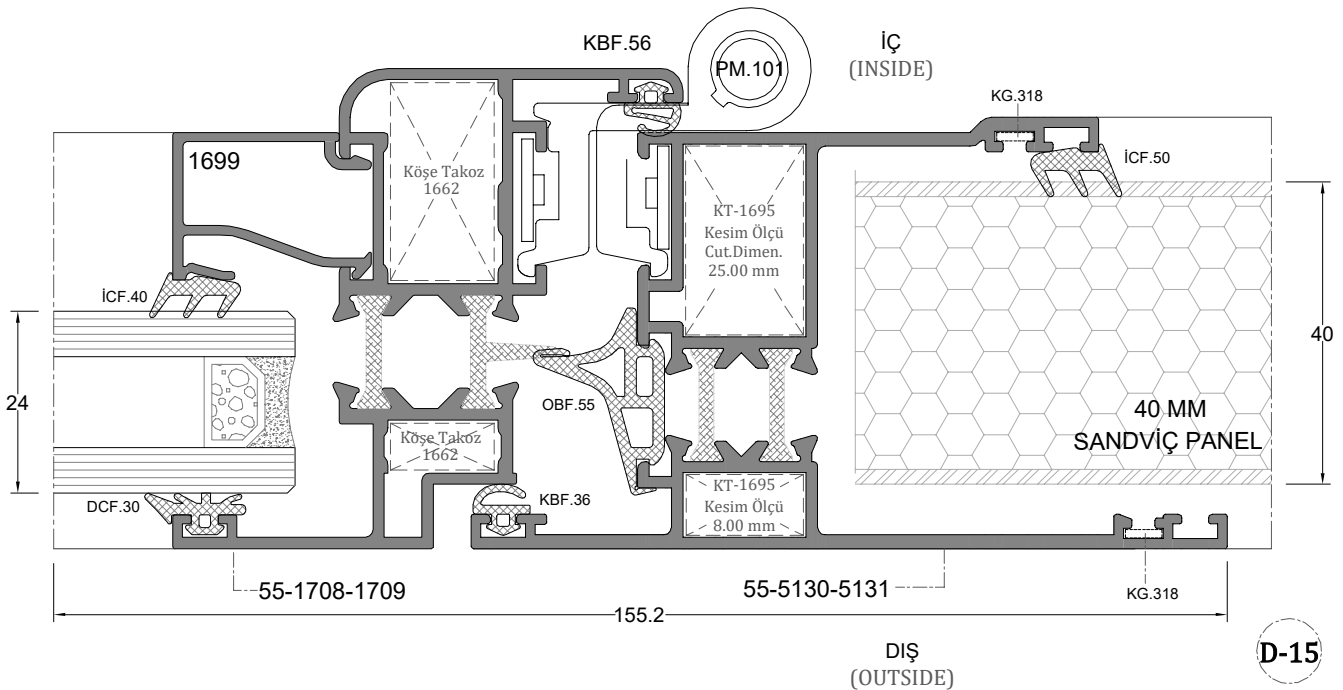 KBF.56
PM.101
İÇ
(INSIDE)
KG.318
1699
Köşe Takoz
1662
İCF.50
KT-1695
Kesim Ölçü
Cut.Dimen.
25.00 mm
İCF.40
24
40
OBF.55
40 MM
SANDVİÇ PANEL
Köşe Takoz
1662
DCF.30
KBF.36
KT-1695
Kesim Ölçü
8.00 mm
55-1708-1709
55-5130-5131
KG.318
155.2
DIŞ
(OUTSIDE)
D-15